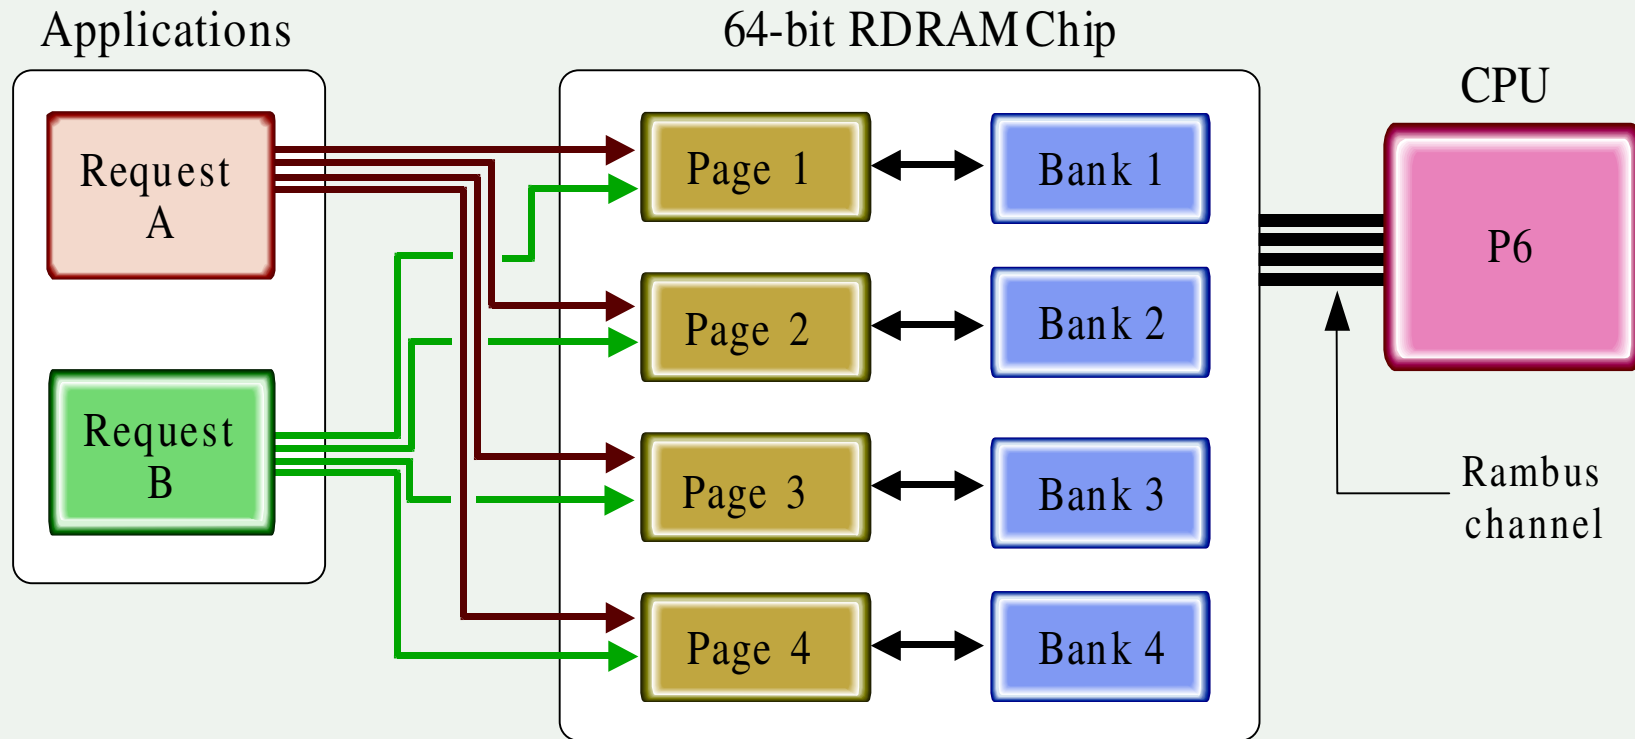 Applications
64-bit RDRAM Chip
CPU
Request
A
Page 1
Bank 1
P6
Page 2
Bank 2
Request
B
Page 3
Bank 3
Rambus
channel
Page 4
Bank 4